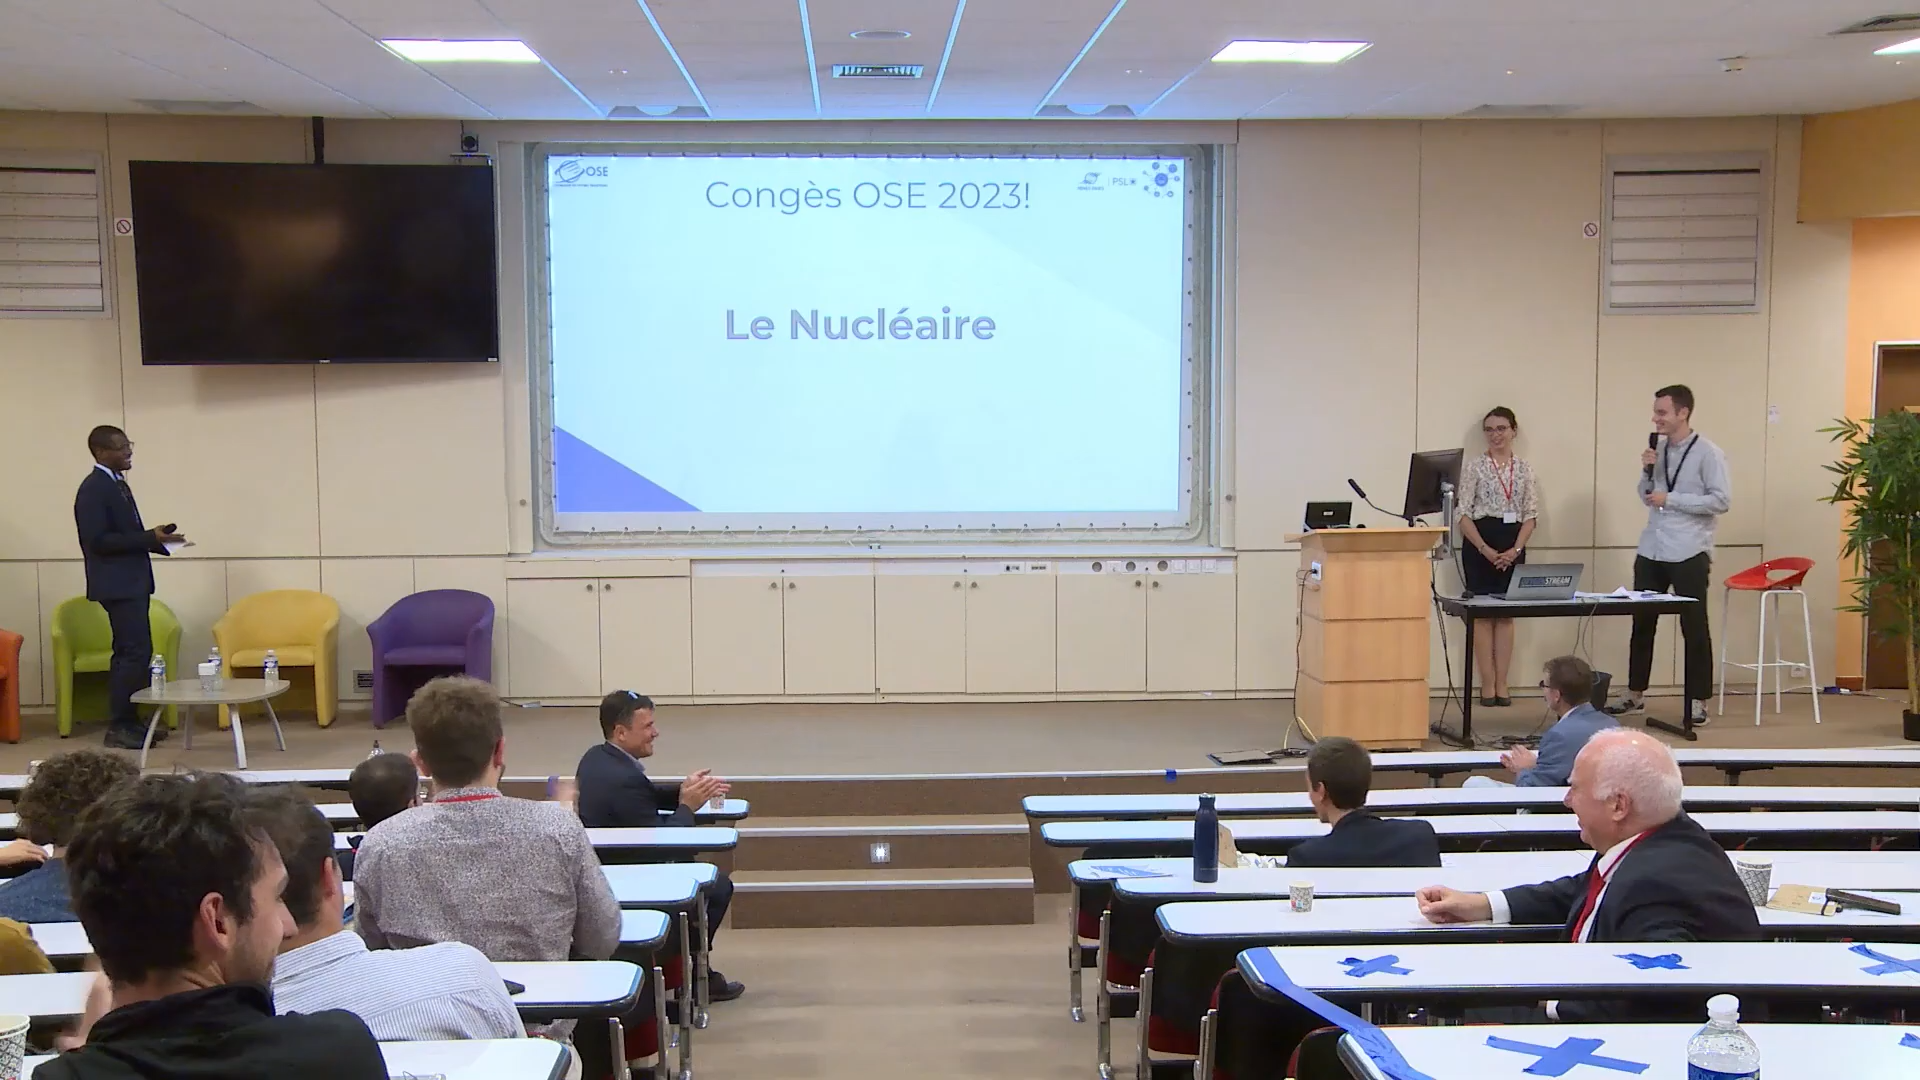 OSE
Congès OSE 2023!
PSL
Le Nucléaire
STREAM